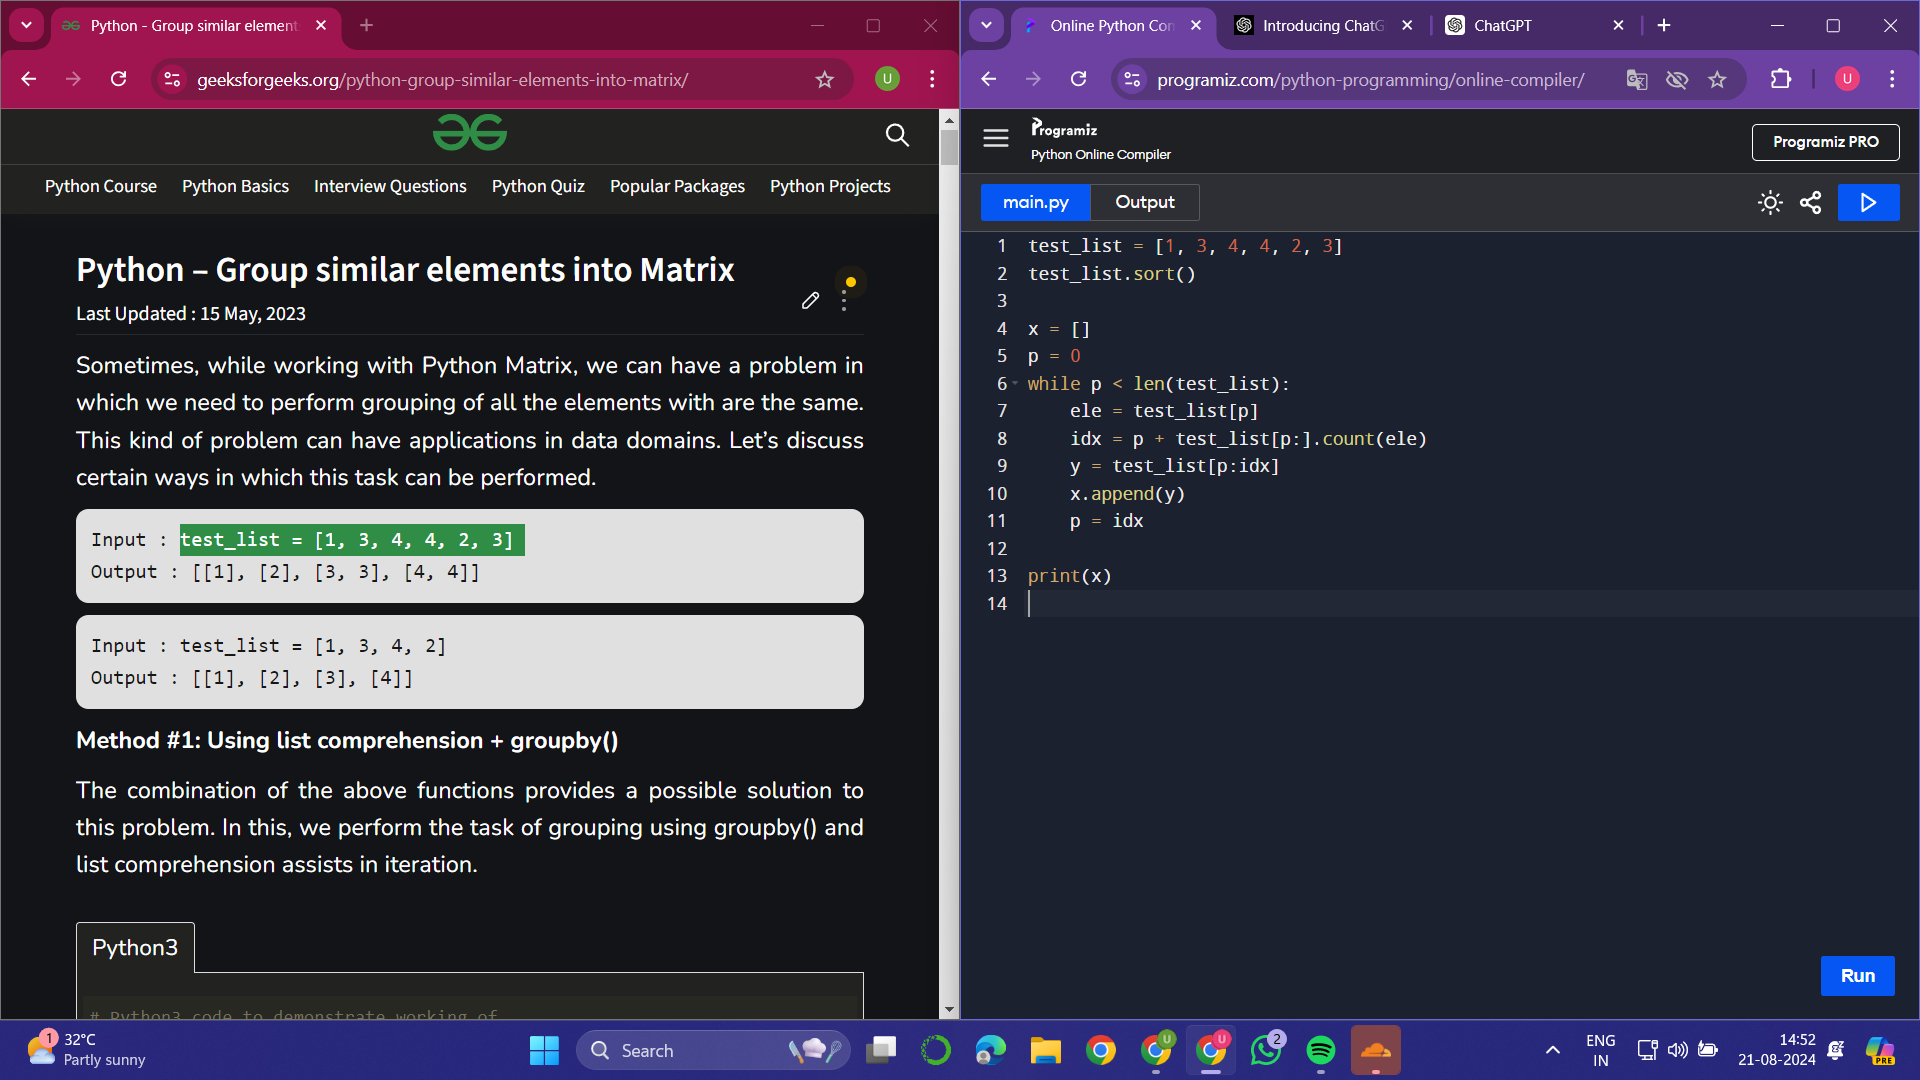 Python - Group similar element
geeksforgeeks.org/python-group-similar-elements-into-matrix/
U
Python Course Python Basics Interview Questions Python Quiz Popular Packages Python Projects
Python – Group similar elements into Matrix
Last Updated : 15 May, 2023
Sometimes, while working with Python Matrix, we can have a problem in
which we need to perform grouping of all the elements with are the same.
This kind of problem can have applications in data domains. Let’s discuss
certain ways in which this task can be performed.
Input : test_list = [1, 3, 4, 4, 2, 3]
Output : [[1], [2], [3, 3], [4, 4]]
Input : test_list = [1, 3, 4, 2]
Output : [[1], [2], [3], [4]]
Method #1: Using list comprehension + groupby()
The combination of the above functions provides a possible solution to
this problem. In this, we perform the task of grouping using groupby() and
list comprehension assists in iteration.
Python3
# Python3 code to demonstrate working of
Online Python Con Introducing ChatG ChatGPT
programiz.com/python-programming/online-compiler/
U
Programiz
Python Online Compiler
Programiz PRO
main.py Output
1 test_list = [1, 3, 4, 4, 2, 3]
2 test_list.sort()
3
4 x = []
5 p = 0
6 while p < len(test_list):
7 ele = test_list[p]
8 idx = p + test_list[p:].count(ele)
9 y = test_list[p:idx]
10 x.append(y)
11 p = idx
12
13 print(x)
14
Run
1
32°C
Partly sunny
Search
U
U
2
ENG
IN
14:52
21-08-2024
PRE